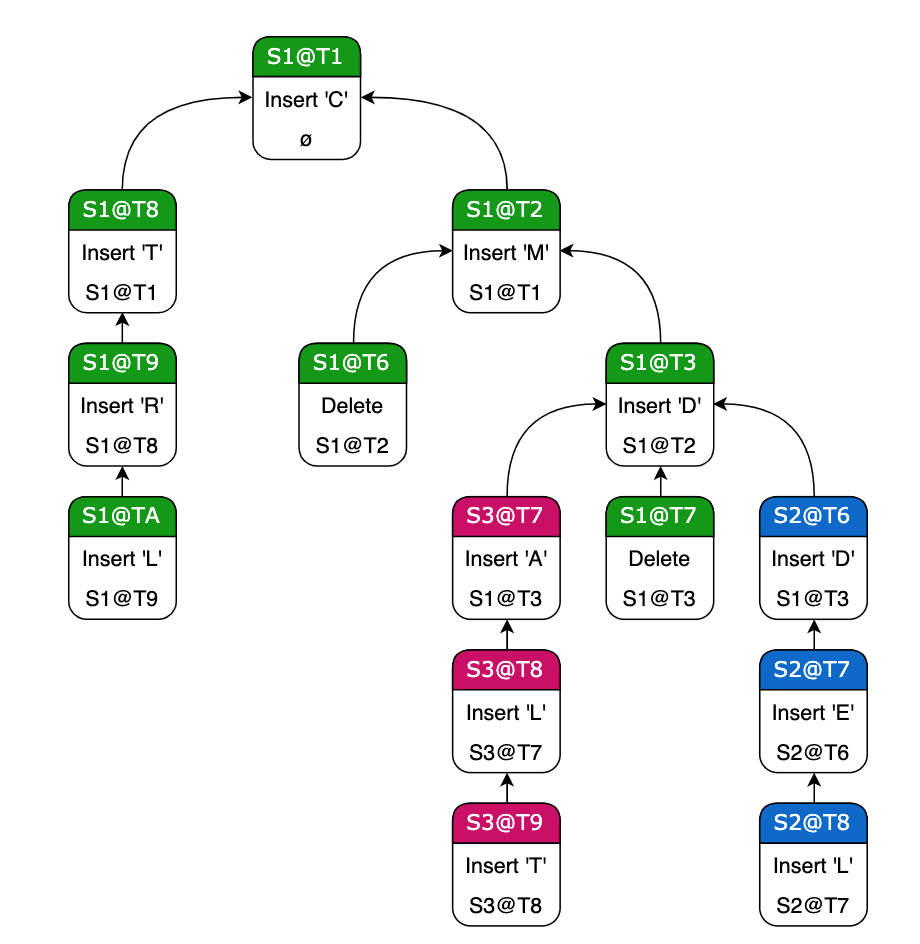 S1@T1
Insert 'C'
ø
S1@T8
Insert 'T'
S1@T1
S1@T2
Insert 'M'
S1@T1
S1@T9
Insert 'R'
S1@T8
S1@T6
Delete
S1@T2
S1@T3
Insert 'D'
S1@T2
S1@TA
Insert 'L'
S1@T9
S3@T7
Insert 'A'
S1@T3
S1@T7
Delete
S1@T3
S2@T6
Insert 'D'
S1@T3
S3@T8
Insert 'L'
S3@T7
S2@T7
Insert 'E'
S2@T6
S3@T9
Insert 'T'
S3@T8
S2@T8
Insert 'L'
S2@T7